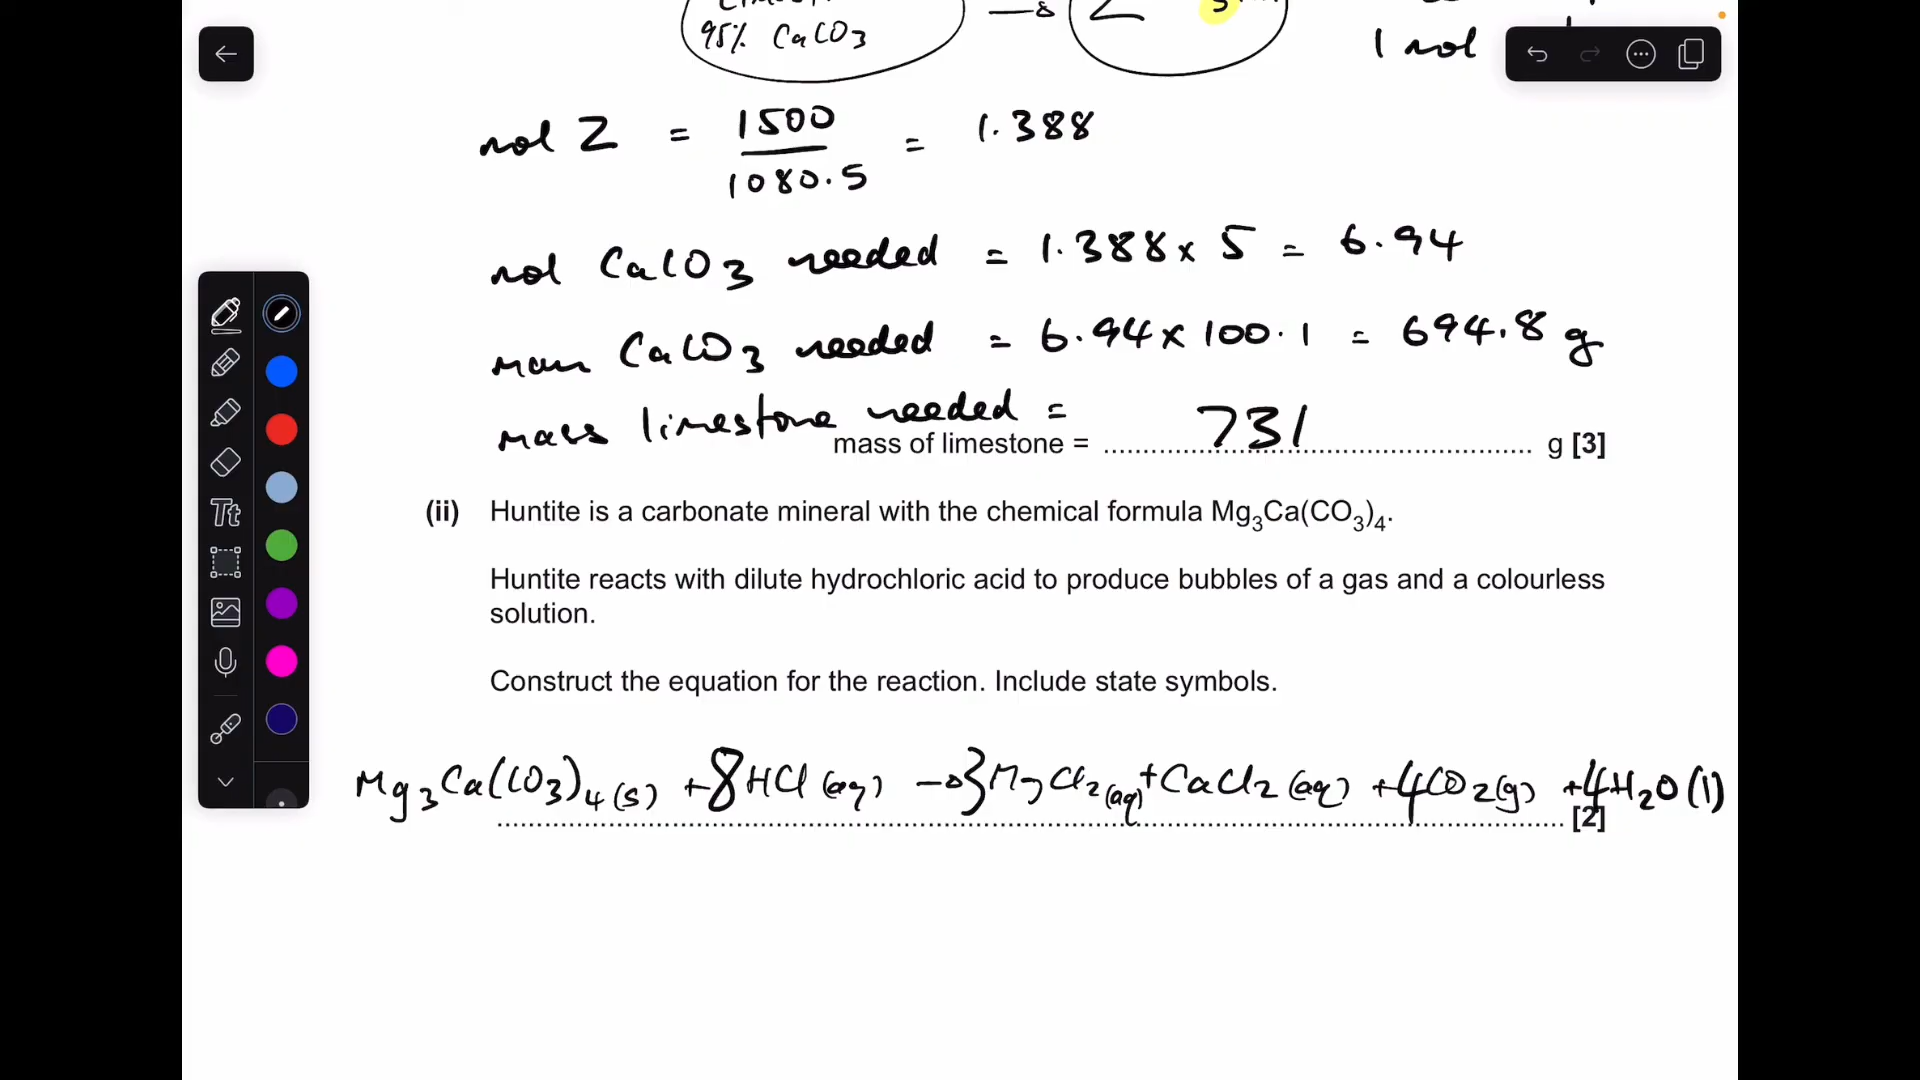 95% CaCO3
1 mol
mol Z = 1500 / 1080.5 = 1.388
mol CaCO3 needed = 1.388 x 5 = 6.94
mass CaCO3 needed = 6.94 x 100.1 = 694.8 g
mass limestone needed =
mass of limestone = 731 g [3]
(ii) Huntite is a carbonate mineral with the chemical formula Mg3Ca(CO3)4.
Huntite reacts with dilute hydrochloric acid to produce bubbles of a gas and a colourless
solution.
Construct the equation for the reaction. Include state symbols.
Mg3Ca(CO3)4(s) + 8HCl(aq) → 3MgCl2(aq) + CaCl2(aq) + 4CO2(g) + 4H2O(l)
[2]
Tt